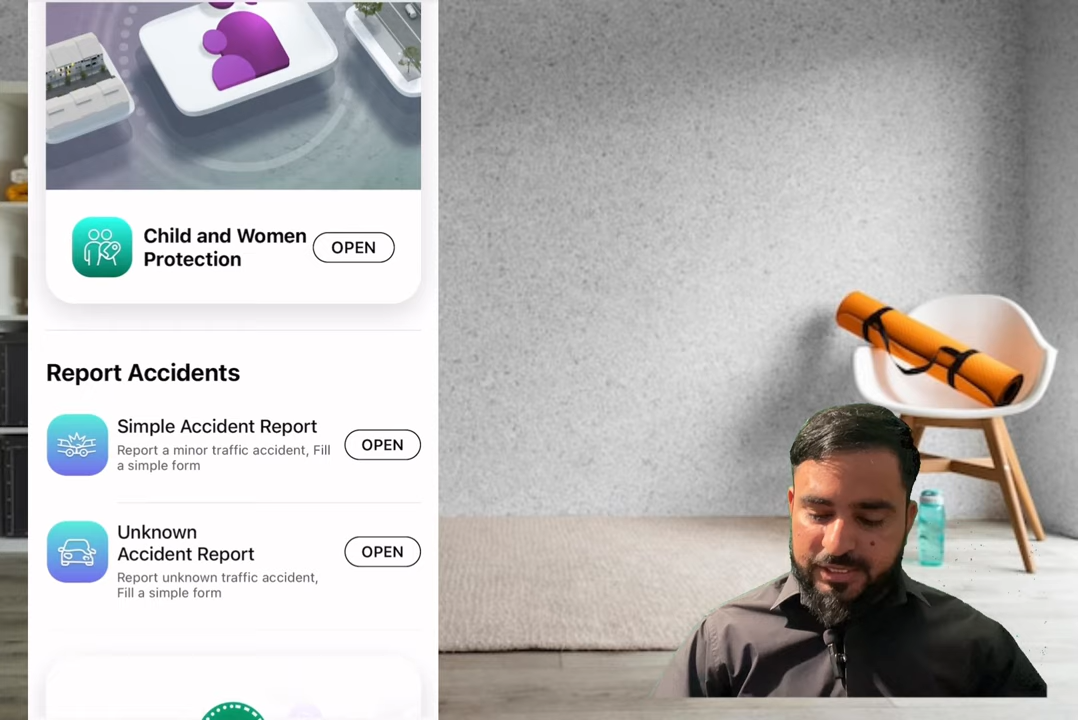 Child and Women
Protection
OPEN
Report Accidents
Simple Accident Report
Report a minor traffic accident, Fill
a simple form
OPEN
Unknown
Accident Report
Report unknown traffic accident,
Fill a simple form
OPEN